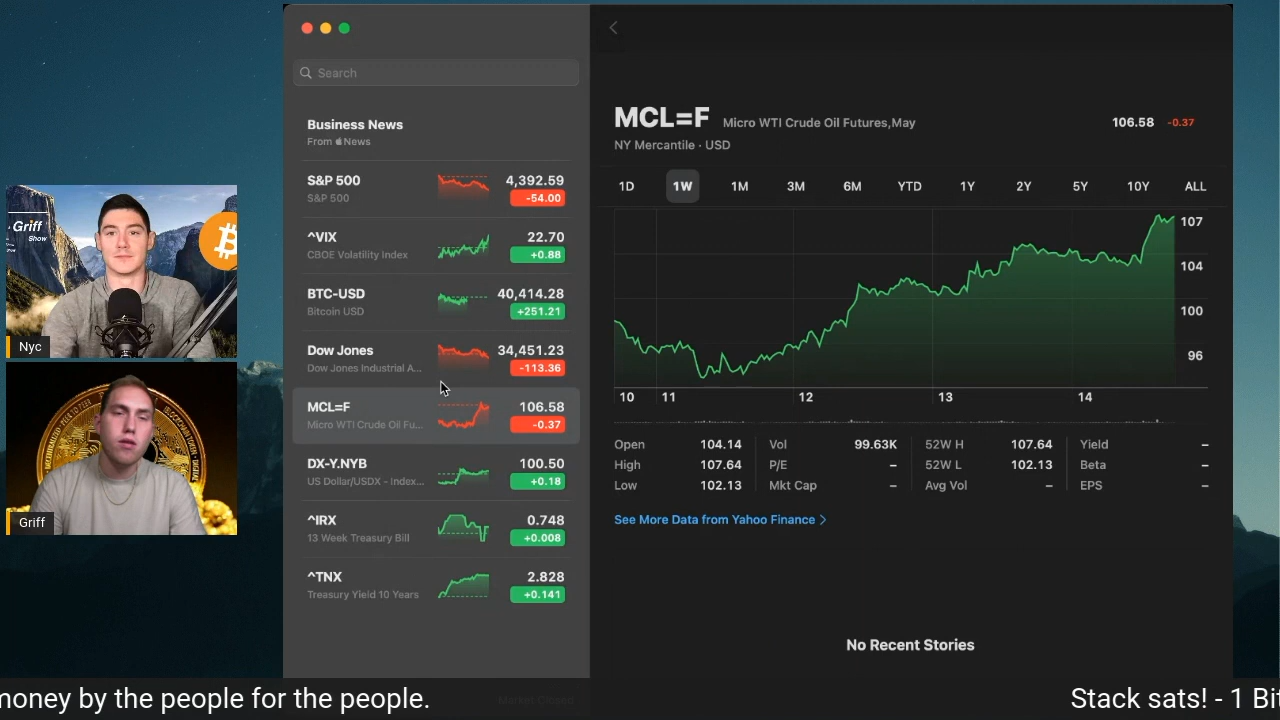 Griff
Show
Nyc
Griff
Search
Business News
From News
S&P 500
4,392.59
S&P 500
-54.00
^VIX
22.70
CBOE Volatility Index
+0.88
BTC-USD
40,414.28
Bitcoin USD
+251.21
Dow Jones
34,451.23
Dow Jones Industrial A...
-113.36
MCL=F
106.58
Micro WTI Crude Oil Fu...
-0.37
DX-Y.NYB
100.50
US Dollar/USDX - Index...
+0.18
^IRX
0.748
13 Week Treasury Bill
+0.008
^TNX
2.828
Treasury Yield 10 Years
+0.141
Market Closed
MCL=F Micro WTI Crude Oil Futures,May 106.58 -0.37
NY Mercantile · USD
1D 1W 1M 3M 6M YTD 1Y 2Y 5Y 10Y ALL
107
104
100
96
10 11 12 13 14
Open 104.14 Vol 99.63K 52W H 107.64 Yield –
High 107.64 P/E – 52W L 102.13 Beta –
Low 102.13 Mkt Cap – Avg Vol – EPS –
See More Data from Yahoo Finance >
No Recent Stories
money by the people for the people. Stack sats! - 1 Bit